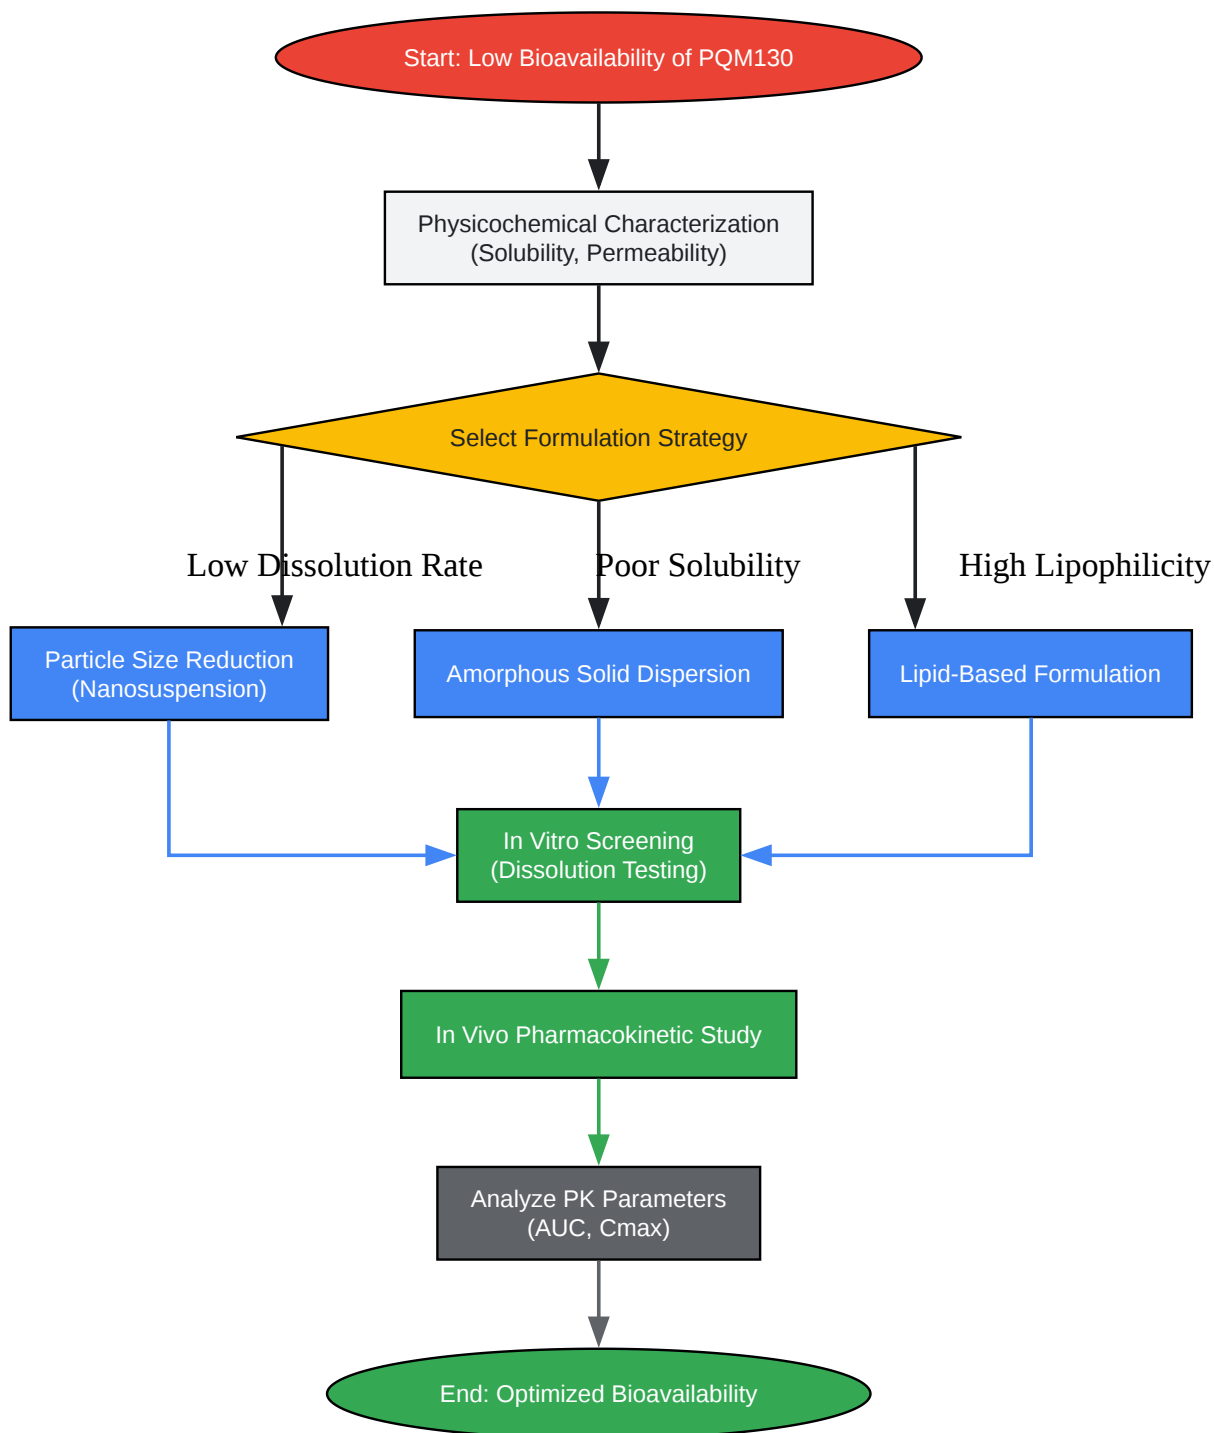 Start: Low Bioavailability of PQM130
Physicochemical Characterization
(Solubility, Permeability)
Select Formulation Strategy
Low Dissolution Rate
Poor Solubility
High Lipophilicity
Particle Size Reduction
(Nanosuspension)
Amorphous Solid Dispersion
Lipid-Based Formulation
In Vitro Screening
(Dissolution Testing)
In Vivo Pharmacokinetic Study
Analyze PK Parameters
(AUC, Cmax)
End: Optimized Bioavailability